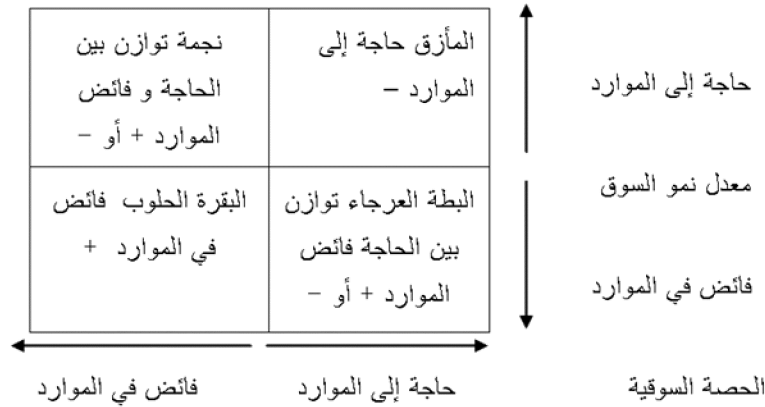 المأزق حاجة إلى
الموارد –
نجمة توازن بين
الحاجة و فائض
الموارد + أو –
حاجة إلى الموارد
معدل نمو السوق
فائض في الموارد
البطة العرجاء توازن
بين الحاجة فائض
الموارد + أو –
البقرة الحلوب فائض
في الموارد +
الحصة السوقية
حاجة إلى الموارد
فائض في الموارد